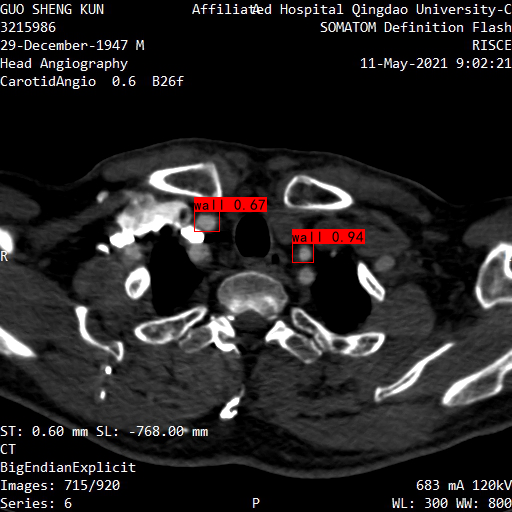 GUO SHENG KUN
3215986
29-December-1947 M
Head Angiography
CarotidAngio 0.6 B26f
Affiliated Hospital Qingdao University-C
A
SOMATOM Definition Flash
RISCE
11-May-2021 9:02:21
wall 0.67
wall 0.94
R
ST: 0.60 mm SL: -768.00 mm
CT
BigEndianExplicit
Images: 715/920
Series: 6
P
683 mA 120kV
WL: 300 WW: 800